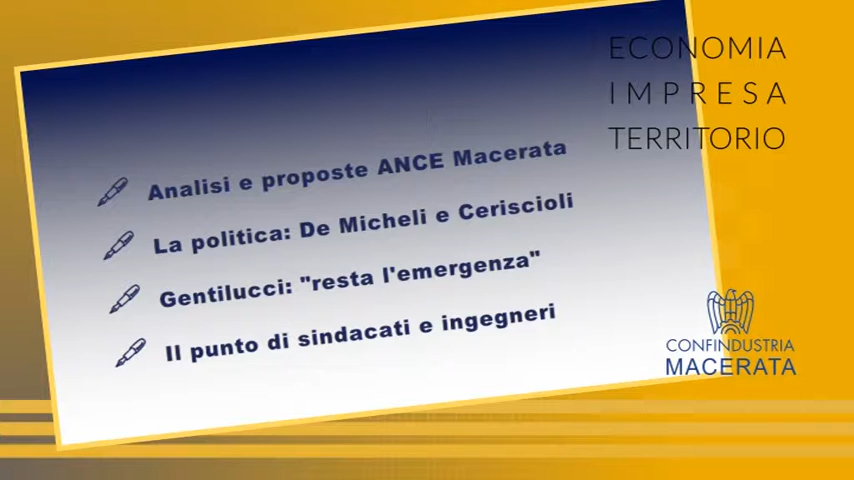 ECONOMIA
IMPRESA
TERRITORIO
Analisi e proposte ANCE Macerata
La politica: De Micheli e Ceriscioli
Gentilucci: "resta l'emergenza"
Il punto di sindacati e ingegneri
CONFINDUSTRIA
MACERATA